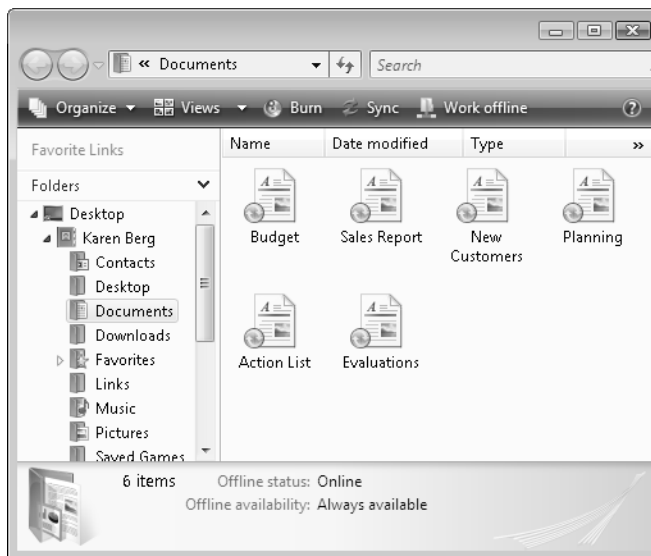 « Documents
Search
Organize Views Burn Sync Work offline
Favorite Links
Name Date modified Type »
Folders
Desktop
Karen Berg
Contacts
Desktop
Documents
Downloads
Favorites
Links
Music
Pictures
Saved Games
Budget
Sales Report
New
Customers
Planning
Action List
Evaluations
6 items
Offline status: Online
Offline availability: Always available